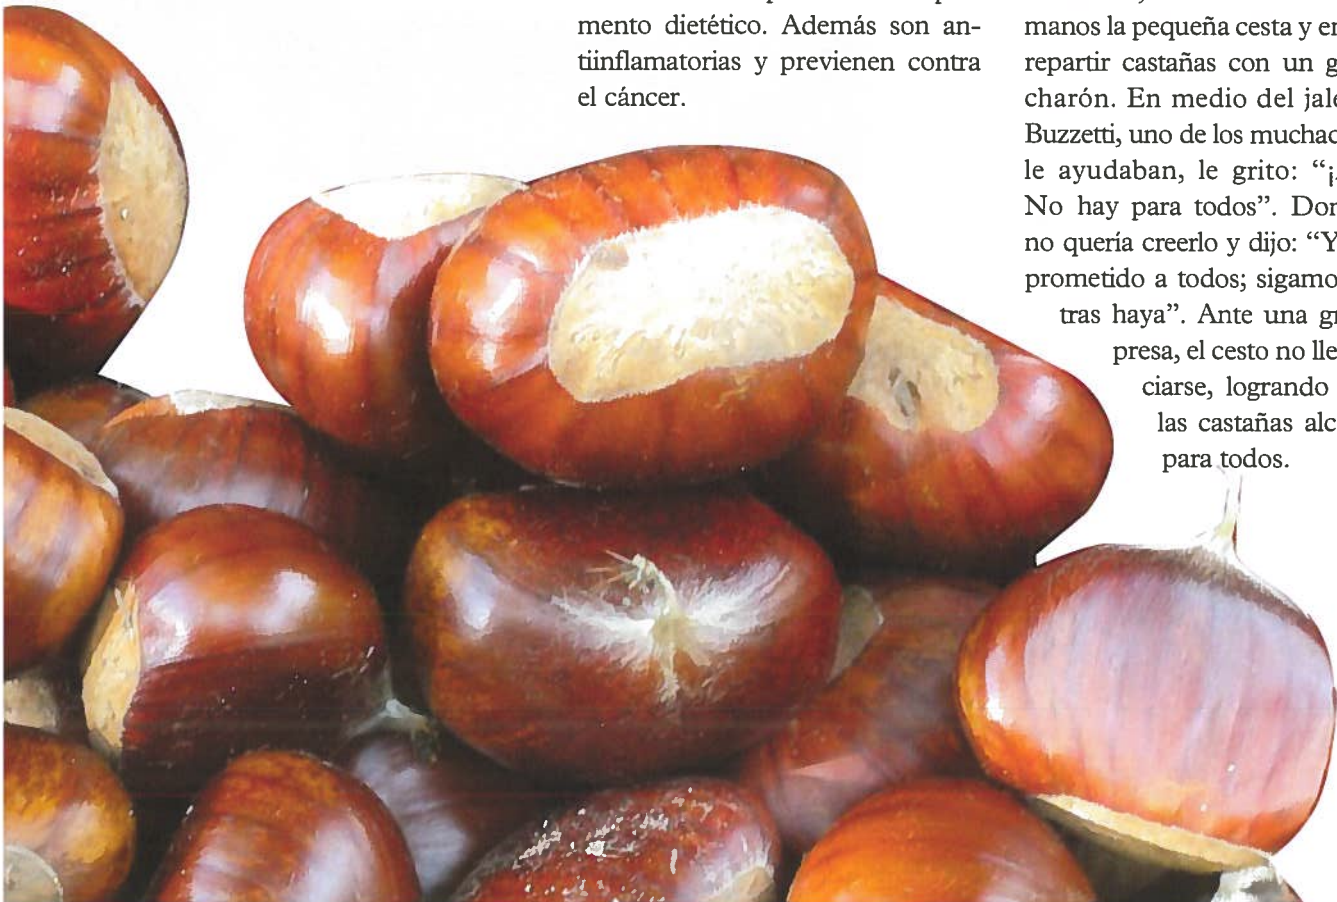 mento dietético. Además son an-
tiinflamatorias y previenen contra
el cáncer.
manos la pequeña cesta y
repartir castañas con un
charón. En medio del
Buzzetti, uno de los
le ayudaban, le grito:
No hay para todos”.
no quería creerlo y dijo:
prometido a todos;
tras haya”. Ante una
presa, el cesto no
ciarse, logrando
las castañas
para todos.